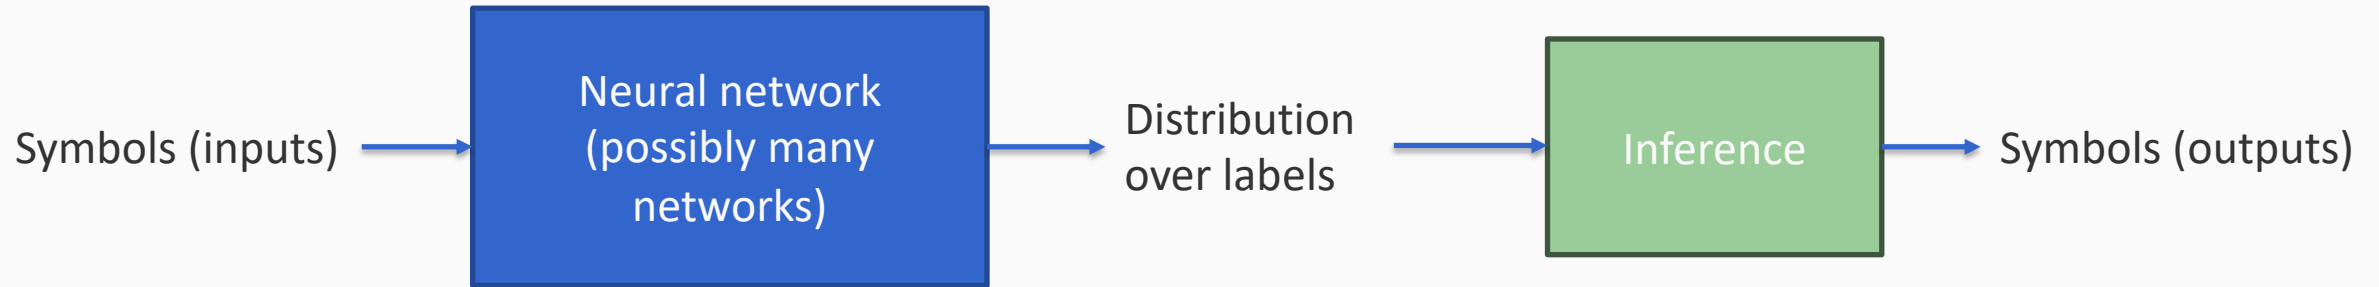 Symbols (inputs)
Neural network
(possibly many
networks)
Distribution
over labels
Inference
Symbols (outputs)